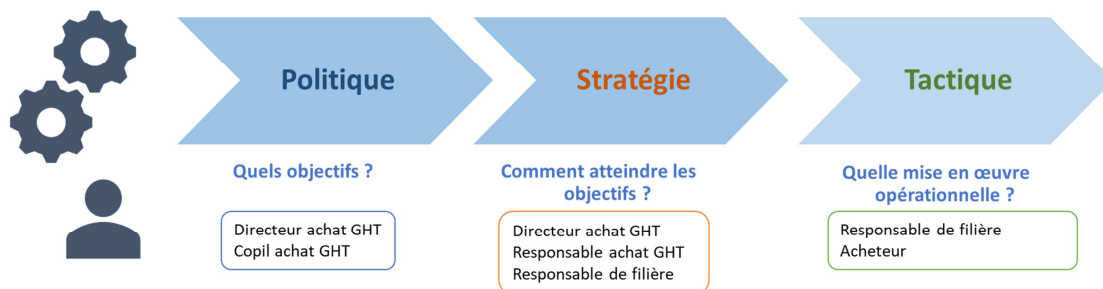 Politique
Stratégie
Tactique
Quels objectifs ?
Comment atteindre les
objectifs ?
Quelle mise en œuvre
opérationnelle ?
Directeur achat GHT
Copil achat GHT
Directeur achat GHT
Responsable achat GHT
Responsable de filière
Responsable de filière
Acheteur